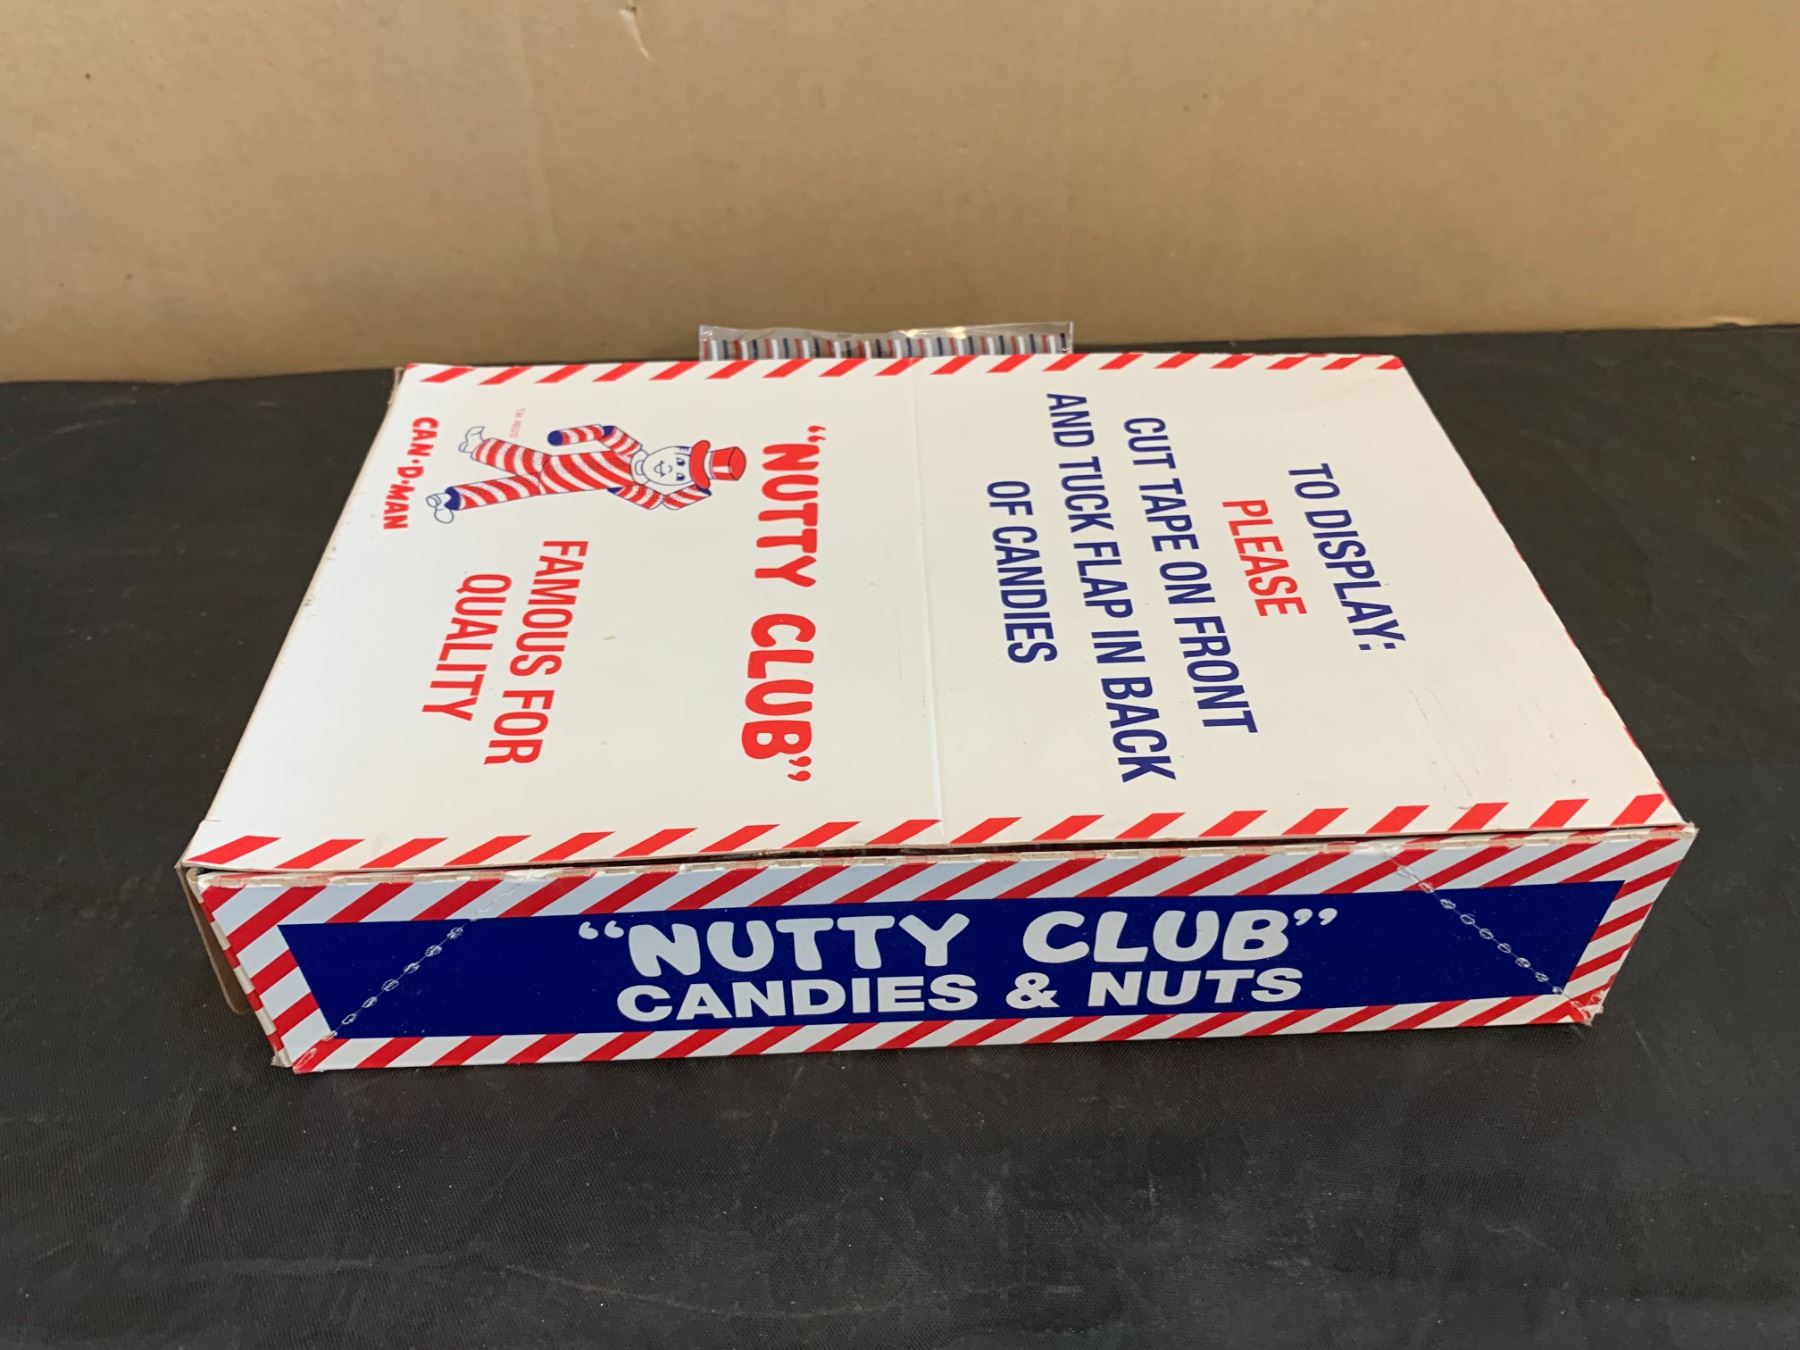 TO DISPLAY:
PLEASE
CUT TAPE ON FRONT
AND TUCK FLAP IN BACK
OF CANDIES
"NUTTY CLUB"
FAMOUS FOR
QUALITY
CAN·D·MAN
"NUTTY CLUB"
CANDIES & NUTS